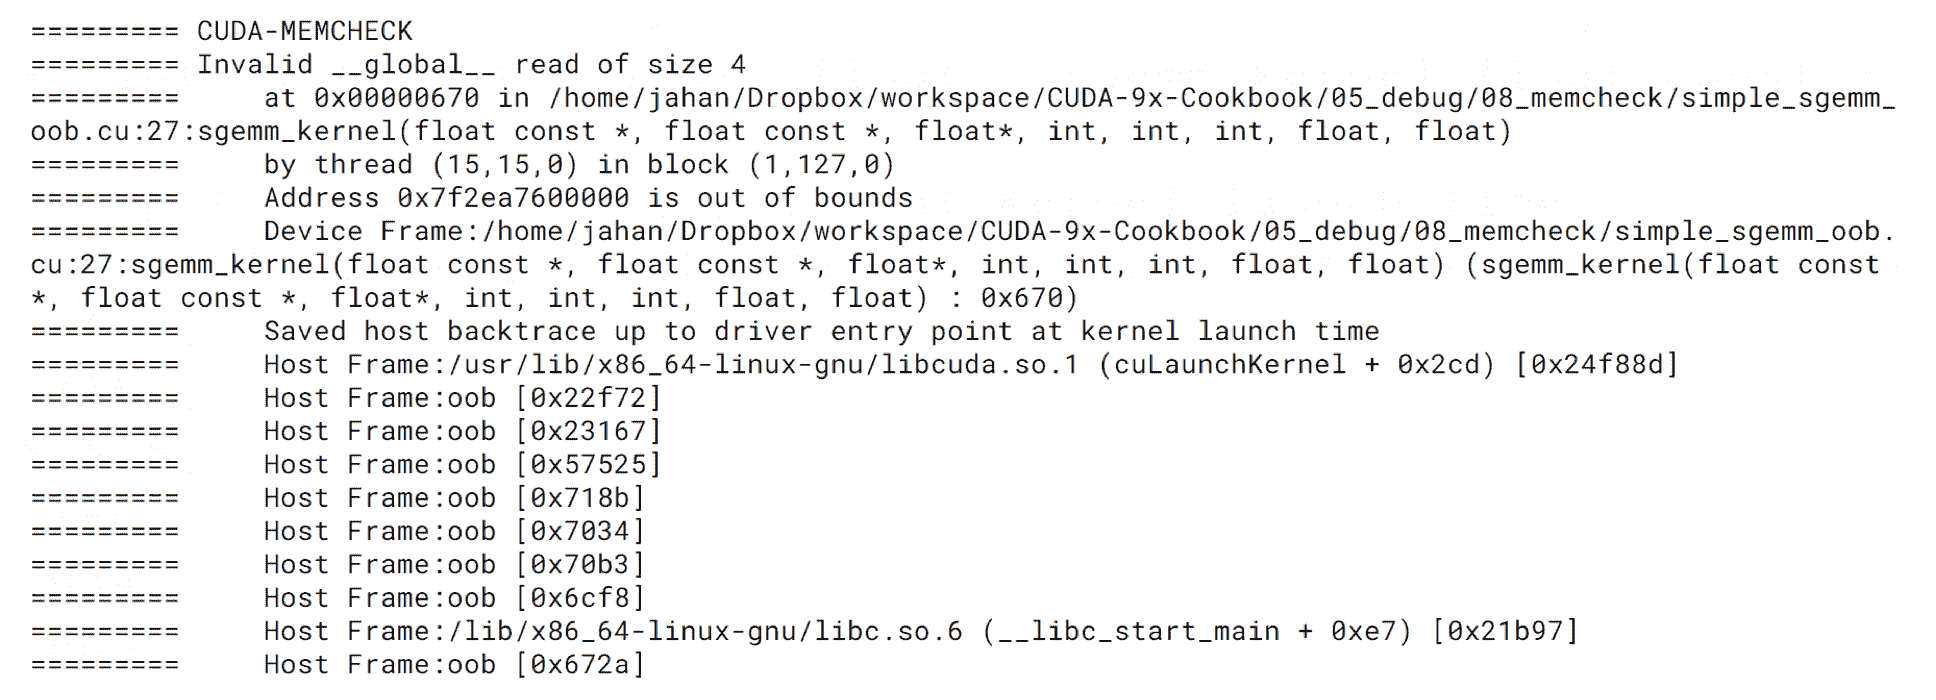 ========= CUDA-MEMCHECK
========= Invalid __global__ read of size 4
=========     at 0x00000670 in /home/jahan/Dropbox/workspace/CUDA-9x-Cookbook/05_debug/08_memcheck/simple_sgemm_
oob.cu:27:sgemm_kernel(float const *, float const *, float*, int, int, int, float, float)
=========     by thread (15,15,0) in block (1,127,0)
=========     Address 0x7f2ea7600000 is out of bounds
=========     Device Frame:/home/jahan/Dropbox/workspace/CUDA-9x-Cookbook/05_debug/08_memcheck/simple_sgemm_oob.
cu:27:sgemm_kernel(float const *, float const *, float*, int, int, int, float, float) (sgemm_kernel(float const
*, float const *, float*, int, int, int, float, float) : 0x670)
=========     Saved host backtrace up to driver entry point at kernel launch time
=========     Host Frame:/usr/lib/x86_64-linux-gnu/libcuda.so.1 (cuLaunchKernel + 0x2cd) [0x24f88d]
=========     Host Frame:oob [0x22f72]
=========     Host Frame:oob [0x23167]
=========     Host Frame:oob [0x57525]
=========     Host Frame:oob [0x718b]
=========     Host Frame:oob [0x7034]
=========     Host Frame:oob [0x70b3]
=========     Host Frame:oob [0x6cf8]
=========     Host Frame:/lib/x86_64-linux-gnu/libc.so.6 (__libc_start_main + 0xe7) [0x21b97]
=========     Host Frame:oob [0x672a]